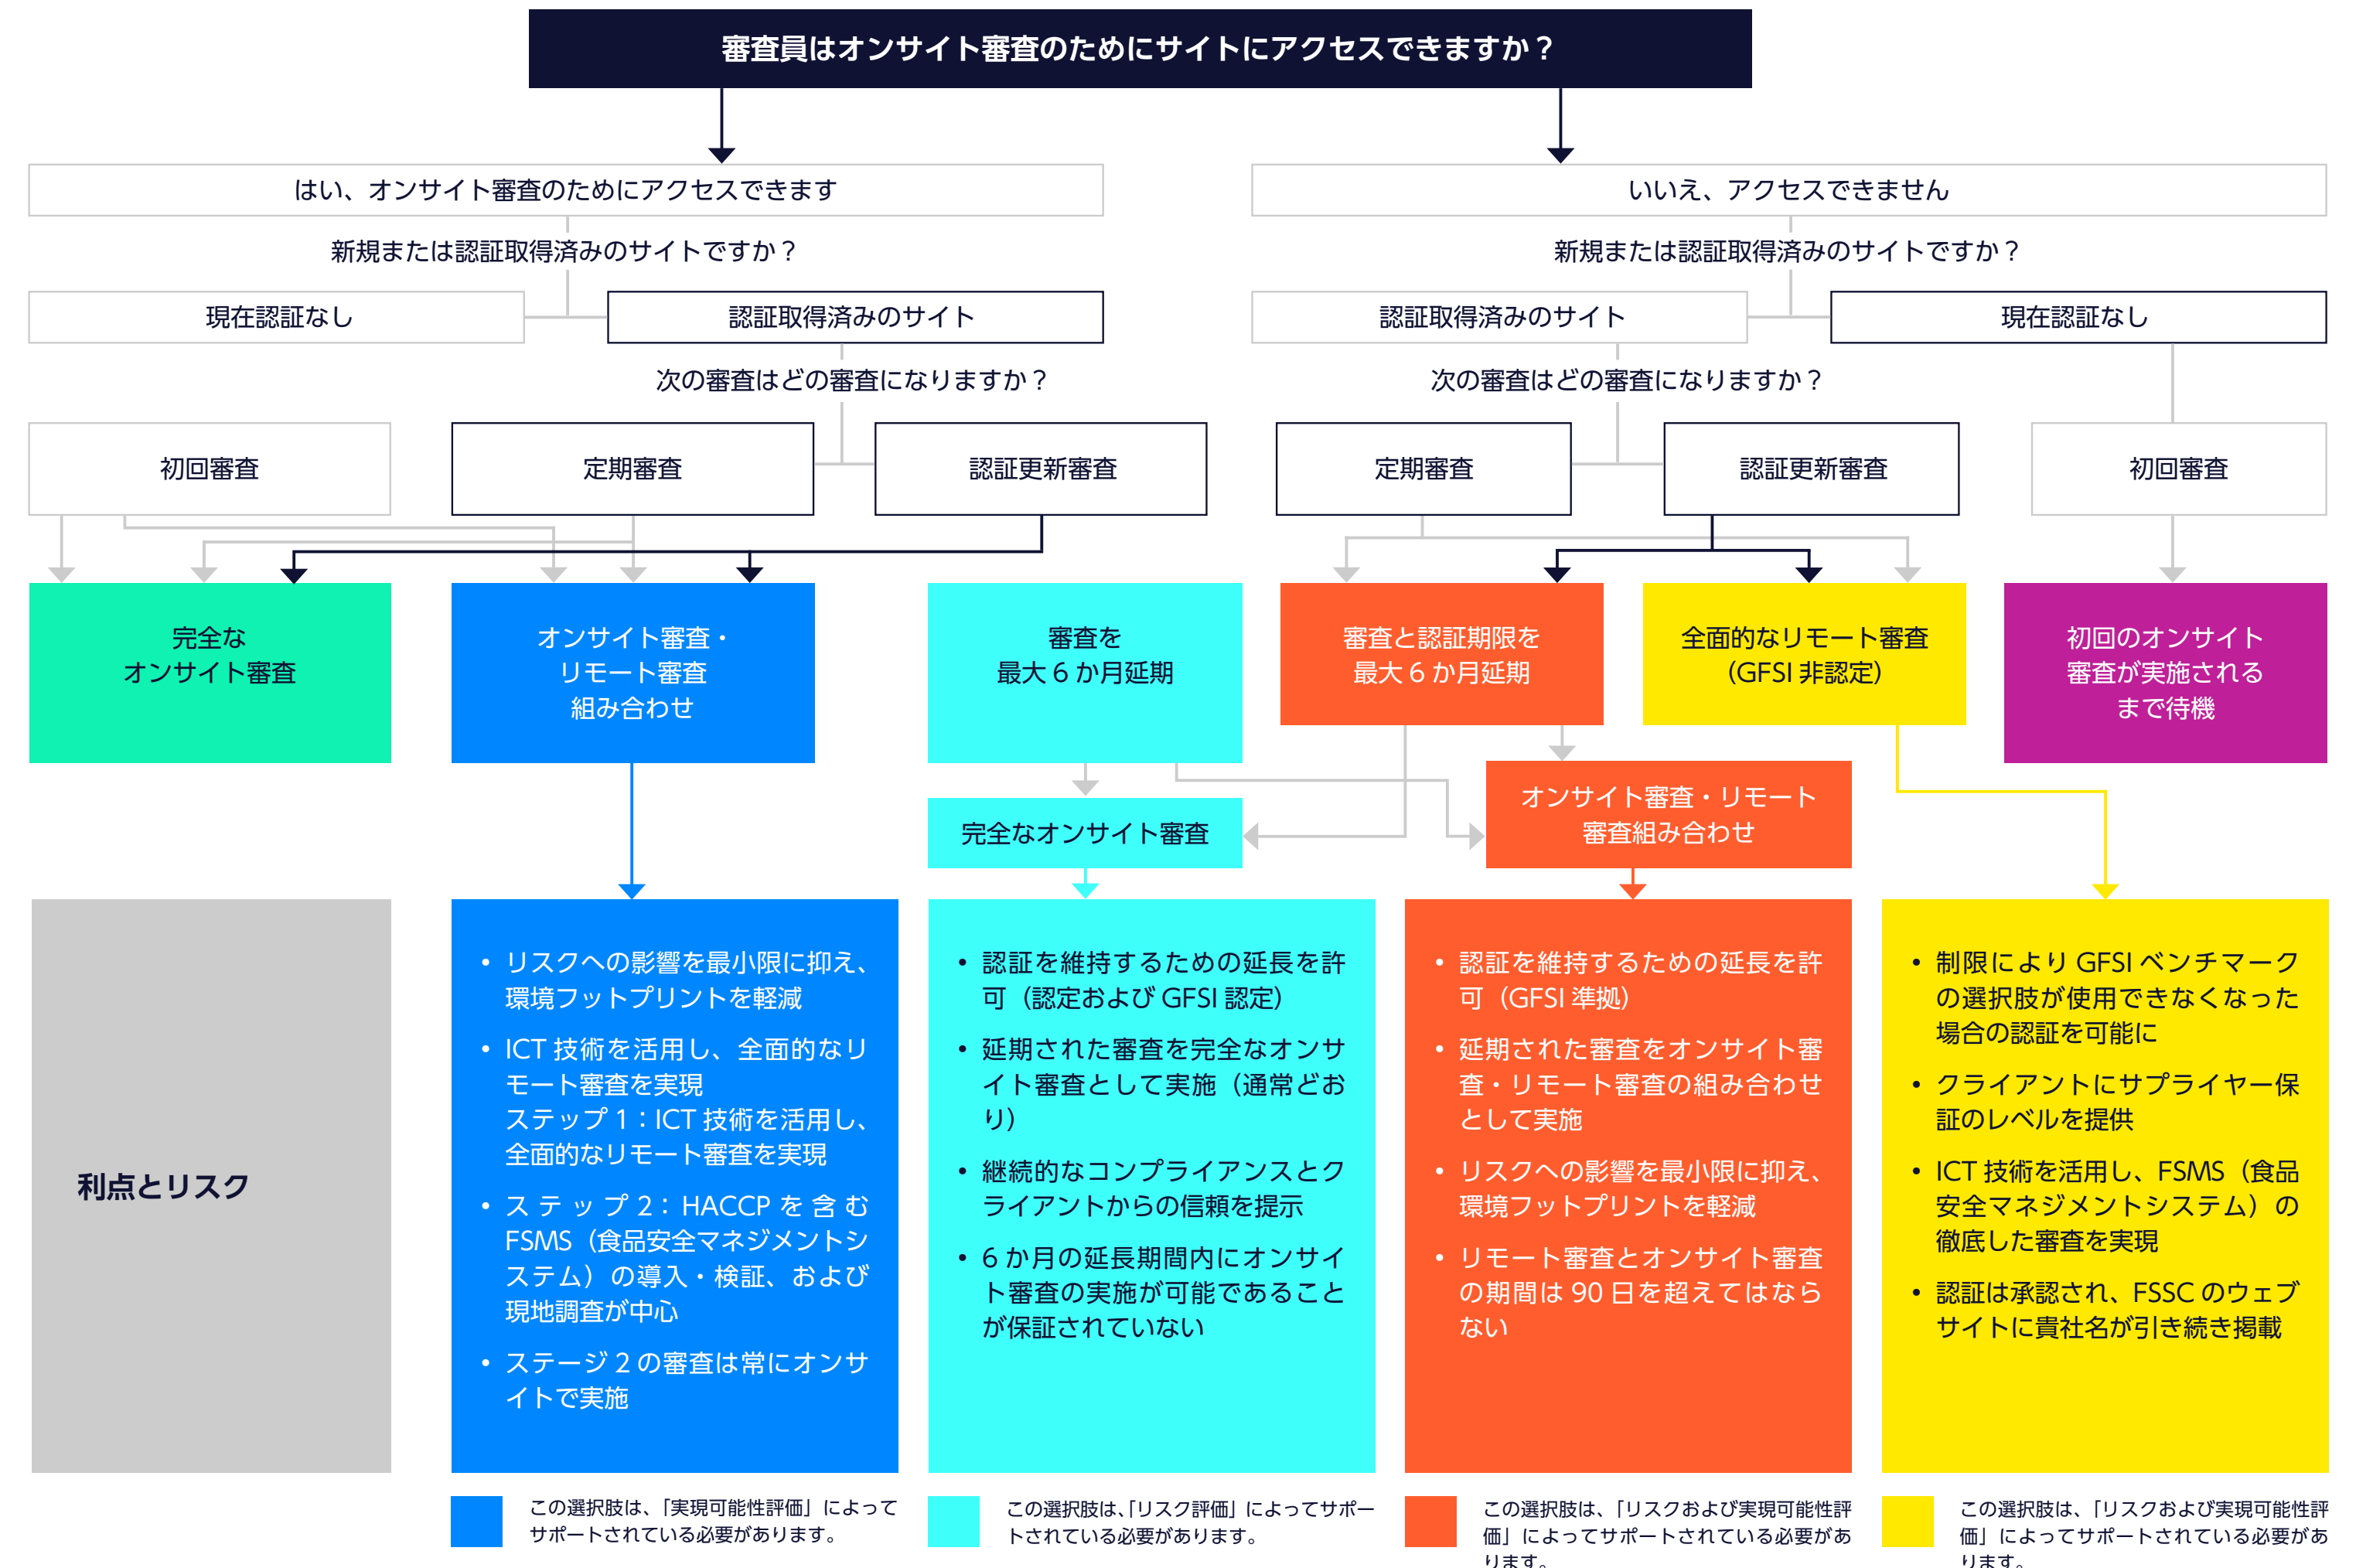 審査員はオンサイト審査のためにサイトにアクセスできますか？
はい、オンサイト審査のためにアクセスできます
いいえ、アクセスできません
新規または認証取得済みのサイトですか？
新規または認証取得済みのサイトですか？
現在認証なし
認証取得済みのサイト
認証取得済みのサイト
現在認証なし
次の審査はどの審査になりますか？
次の審査はどの審査になりますか？
初回審査
定期審査
認証更新審査
定期審査
認証更新審査
初回審査
完全な
オンサイト審査
オンサイト審査・
リモート審査
組み合わせ
審査を
最大 6 か月延期
審査と認証期限を
最大 6 か月延期
全面的なリモート審査
（GFSI 非認定）
初回のオンサイト
審査が実施される
まで待機
完全なオンサイト審査
オンサイト審査・リモート
審査組み合わせ
利点とリスク
• リスクへの影響を最小限に抑え、
環境フットプリントを軽減
• ICT 技術を活用し、全面的なリ
モート審査を実現
ステップ 1：ICT 技術を活用し、
全面的なリモート審査を実現
• ステップ 2：HACCP を含む
FSMS（食品安全マネジメントシ
ステム）の導入・検証、および
現地調査が中心
• ステージ 2 の審査は常にオンサ
イトで実施
• 認証を維持するための延長を許
可（認定および GFSI 認定）
• 延期された審査を完全なオンサ
イト審査として実施（通常どお
り）
• 継続的なコンプライアンスとク
ライアントからの信頼を提示
• 6 か月の延長期間内にオンサイ
ト審査の実施が可能であること
が保証されていない
• 認証を維持するための延長を許
可（GFSI 準拠）
• 延期された審査をオンサイト審
査・リモート審査の組み合わせ
として実施
• リスクへの影響を最小限に抑え、
環境フットプリントを軽減
• リモート審査とオンサイト審査
の期間は 90 日を超えてはなら
ない
• 制限により GFSI ベンチマーク
の選択肢が使用できなくなった
場合の認証を可能に
• クライアントにサプライヤー保
証のレベルを提供
• ICT 技術を活用し、FSMS（食品
安全マネジメントシステム）の
徹底した審査を実現
• 認証は承認され、FSSC のウェブ
サイトに貴社名が引き続き掲載
この選択肢は、「実現可能性評価」によって
サポートされている必要があります。
この選択肢は、「リスク評価」によってサポー
トされている必要があります。
この選択肢は、「リスクおよび実現可能性評
価」によってサポートされている必要があ
ります。
この選択肢は、「リスクおよび実現可能性評
価」によってサポートされている必要があ
ります。